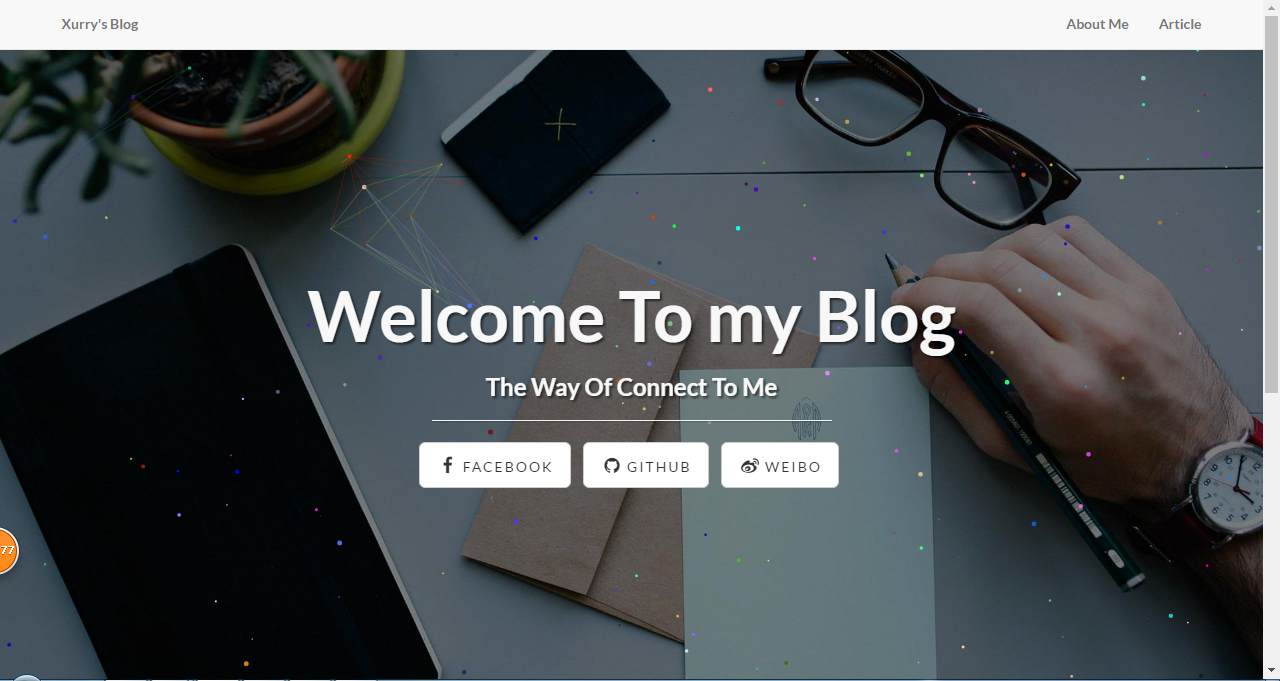 Xurry's Blog
About Me
Article
Welcome To my Blog
The Way Of Connect To Me
FACEBOOK
GITHUB
WEIBO
77